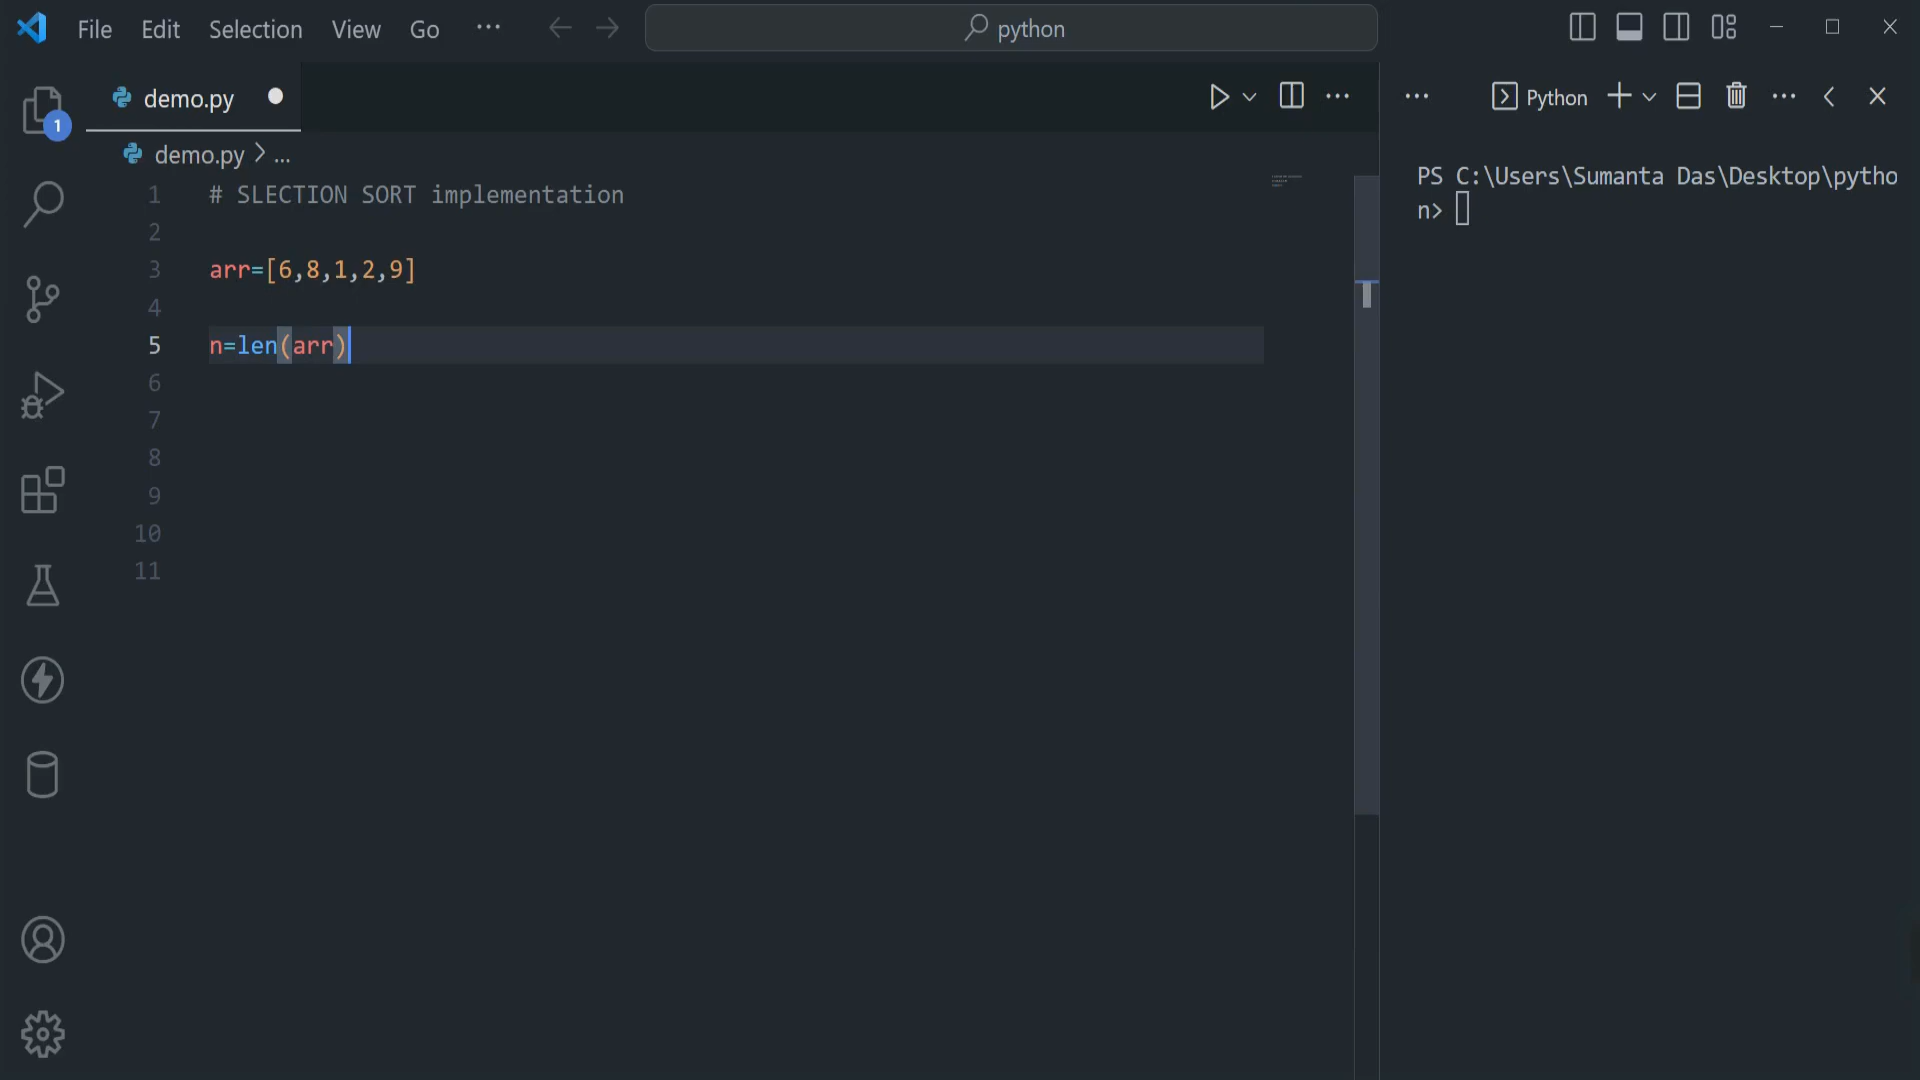 File Edit Selection View Go ··· python
demo.py
Python
1
demo.py > ...
1 # SLECTION SORT implementation
2
3 arr=[6,8,1,2,9]
4
5 n=len(arr)
6
7
8
9
10
11
PS C:\Users\Sumanta Das\Desktop\pytho
n>